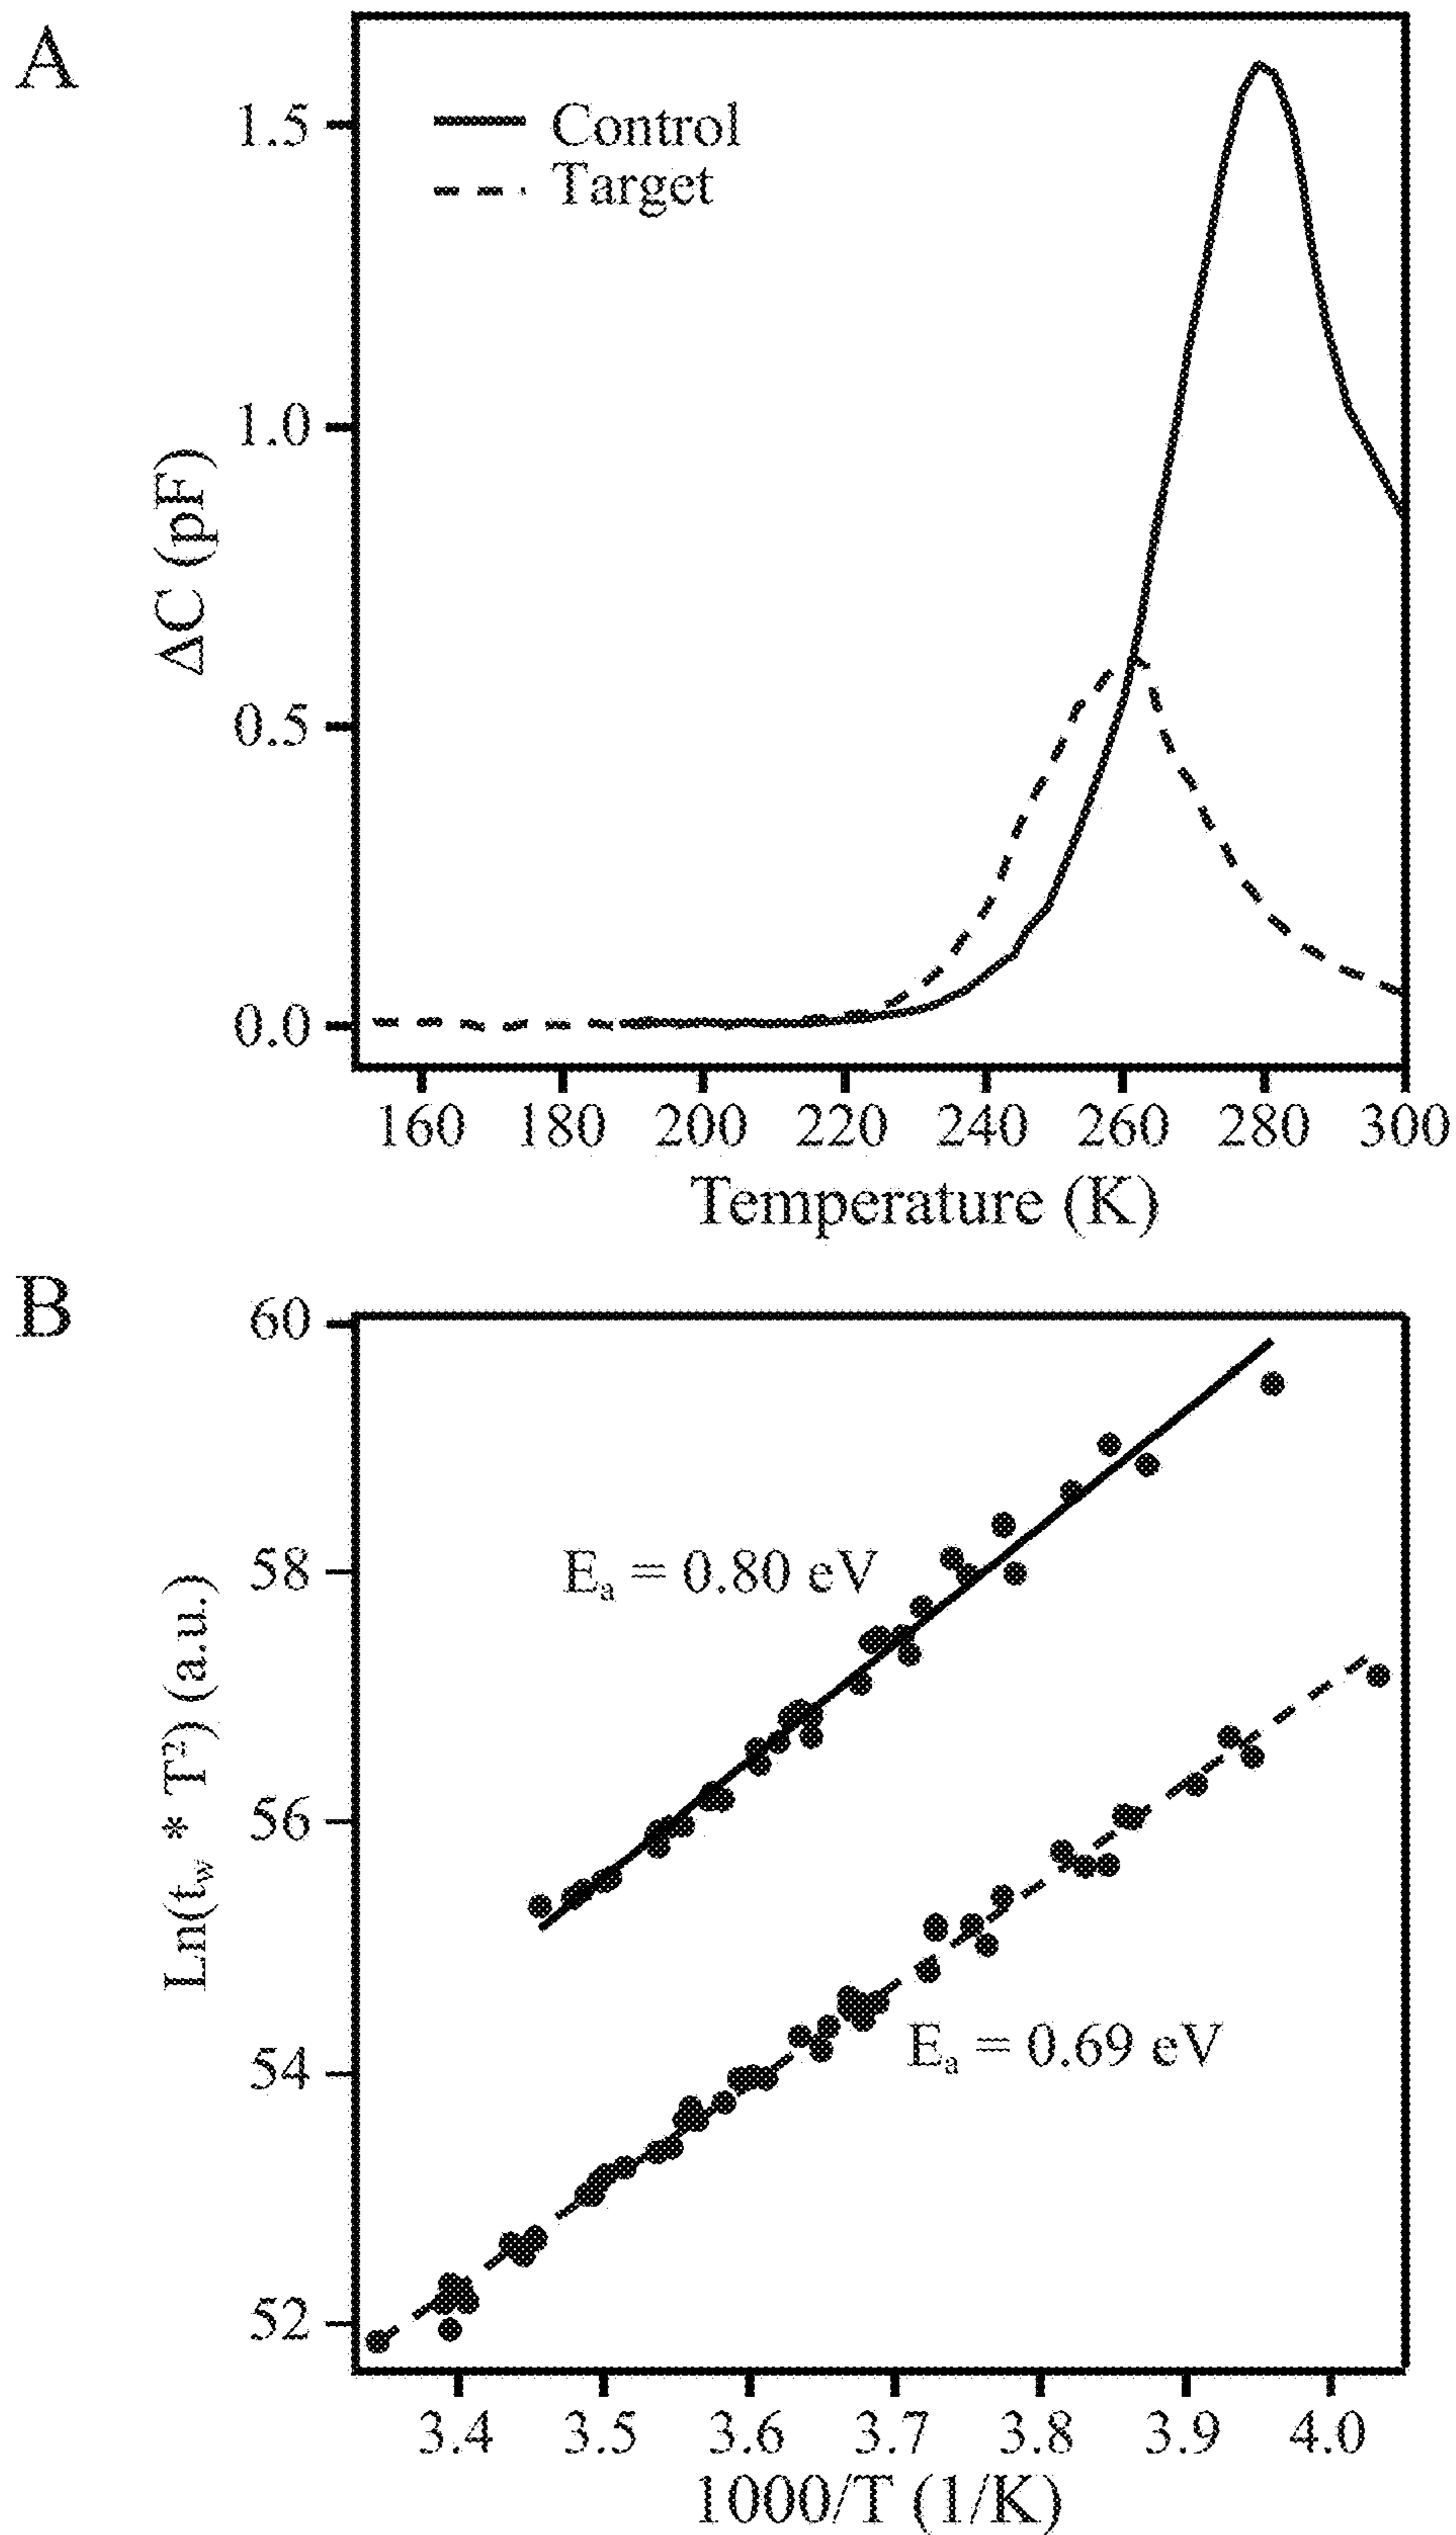 A
Control
Target
1.5
1.0
0.5
0.0
ΔC (pF)
160 180 200 220 240 260 280 300
Temperature (K)
B
60
58
56
54
52
Ln(tw * T²) (a.u.)
Ea = 0.80 eV
Ea = 0.69 eV
3.4 3.5 3.6 3.7 3.8 3.9 4.0
1000/T (1/K)